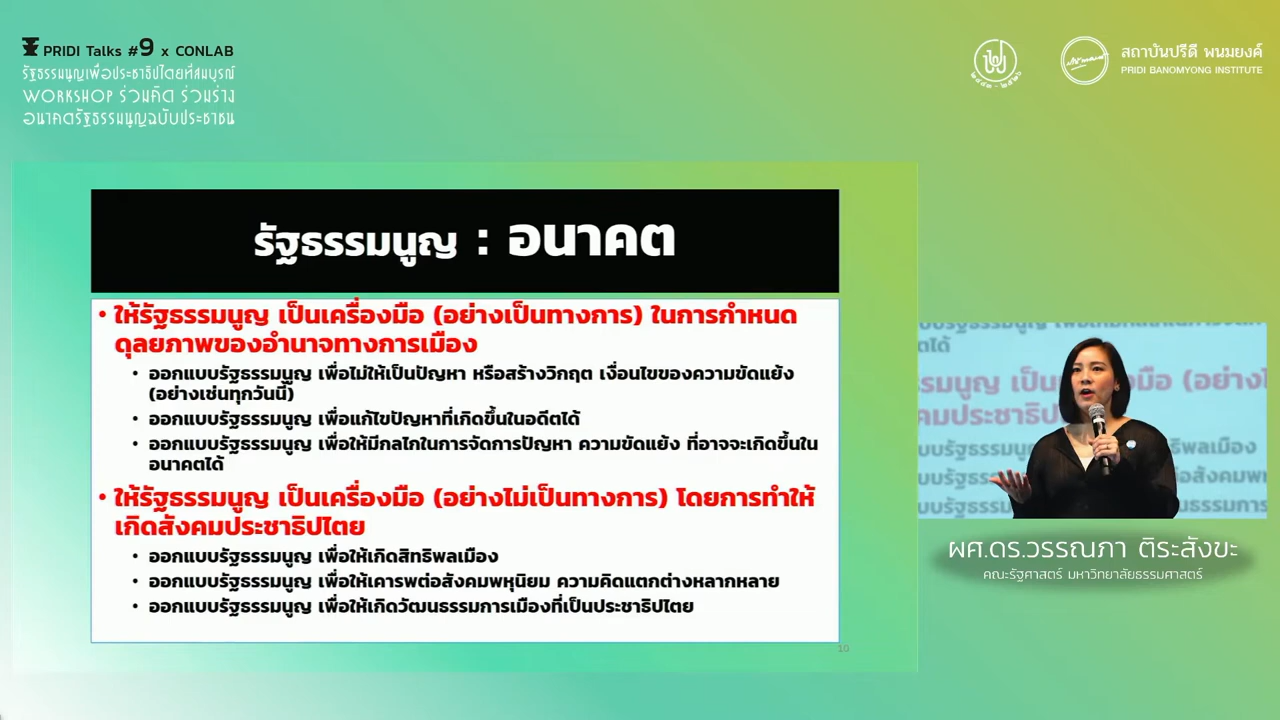 PRIDI Talks #9 x CONLAB
รัฐธรรมนูญเพื่อประชาธิปไตยที่สมบูรณ์
WORKSHOP ร่วมคิด ร่วมร่าง
อนาคตรัฐธรรมนูญฉบับประชาชน
๒๔๔๓ - ๒๕๒๖
สถาบันปรีดี พนมยงค์
PRIDI BANOMYONG INSTITUTE
รัฐธรรมนูญ : อนาคต
• ให้รัฐธรรมนูญ เป็นเครื่องมือ (อย่างเป็นทางการ) ในการกำหนด
ดุลยภาพของอำนาจทางการเมือง
• ออกแบบรัฐธรรมนูญ เพื่อไม่ให้เป็นปัญหา หรือสร้างวิกฤต เงื่อนไขของความขัดแย้ง
(อย่างเช่นทุกวันนี้)
• ออกแบบรัฐธรรมนูญ เพื่อแก้ไขปัญหาที่เกิดขึ้นในอดีตได้
• ออกแบบรัฐธรรมนูญ เพื่อให้มีกลไกในการจัดการปัญหา ความขัดแย้ง ที่อาจจะเกิดขึ้นใน
อนาคตได้
• ให้รัฐธรรมนูญ เป็นเครื่องมือ (อย่างไม่เป็นทางการ) โดยการทำให้
เกิดสังคมประชาธิปไตย
• ออกแบบรัฐธรรมนูญ เพื่อให้เกิดสิทธิพลเมือง
• ออกแบบรัฐธรรมนูญ เพื่อให้เคารพต่อสังคมพหุนิยม ความคิดแตกต่างหลากหลาย
• ออกแบบรัฐธรรมนูญ เพื่อให้เกิดวัฒนธรรมการเมืองที่เป็นประชาธิปไตย
10
ผศ.ดร.วรรณภา ติระสังขะ
คณะรัฐศาสตร์ มหาวิทยาลัยธรรมศาสตร์